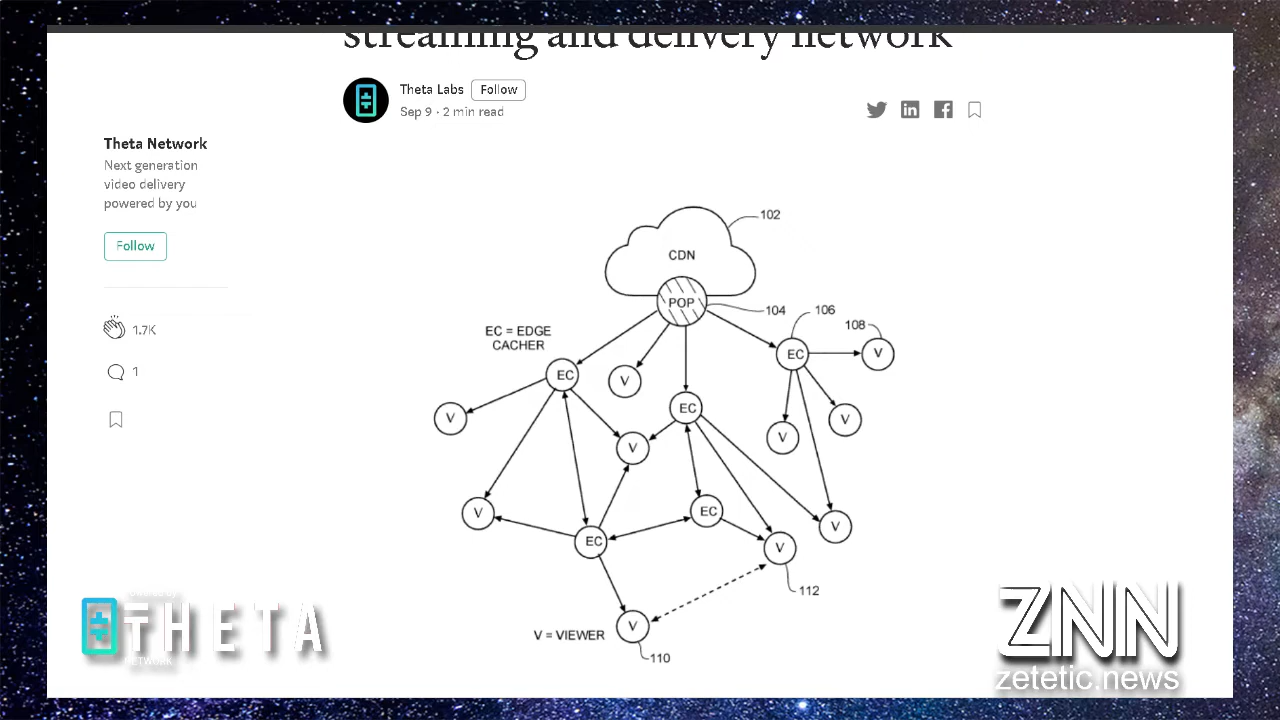 streaming and delivery network
Theta Labs Follow
Sep 9 · 2 min read
Theta Network
Next generation
video delivery
powered by you
Follow
1.7K
1
102
CDN
POP
104
106
108
EC = EDGE
CACHER
EC
V
EC
V
V
EC
V
V
V
V
EC
EC
V
V
V
112
V = VIEWER
V
110
THETA
NETWORK
ZNN
zetetic.news